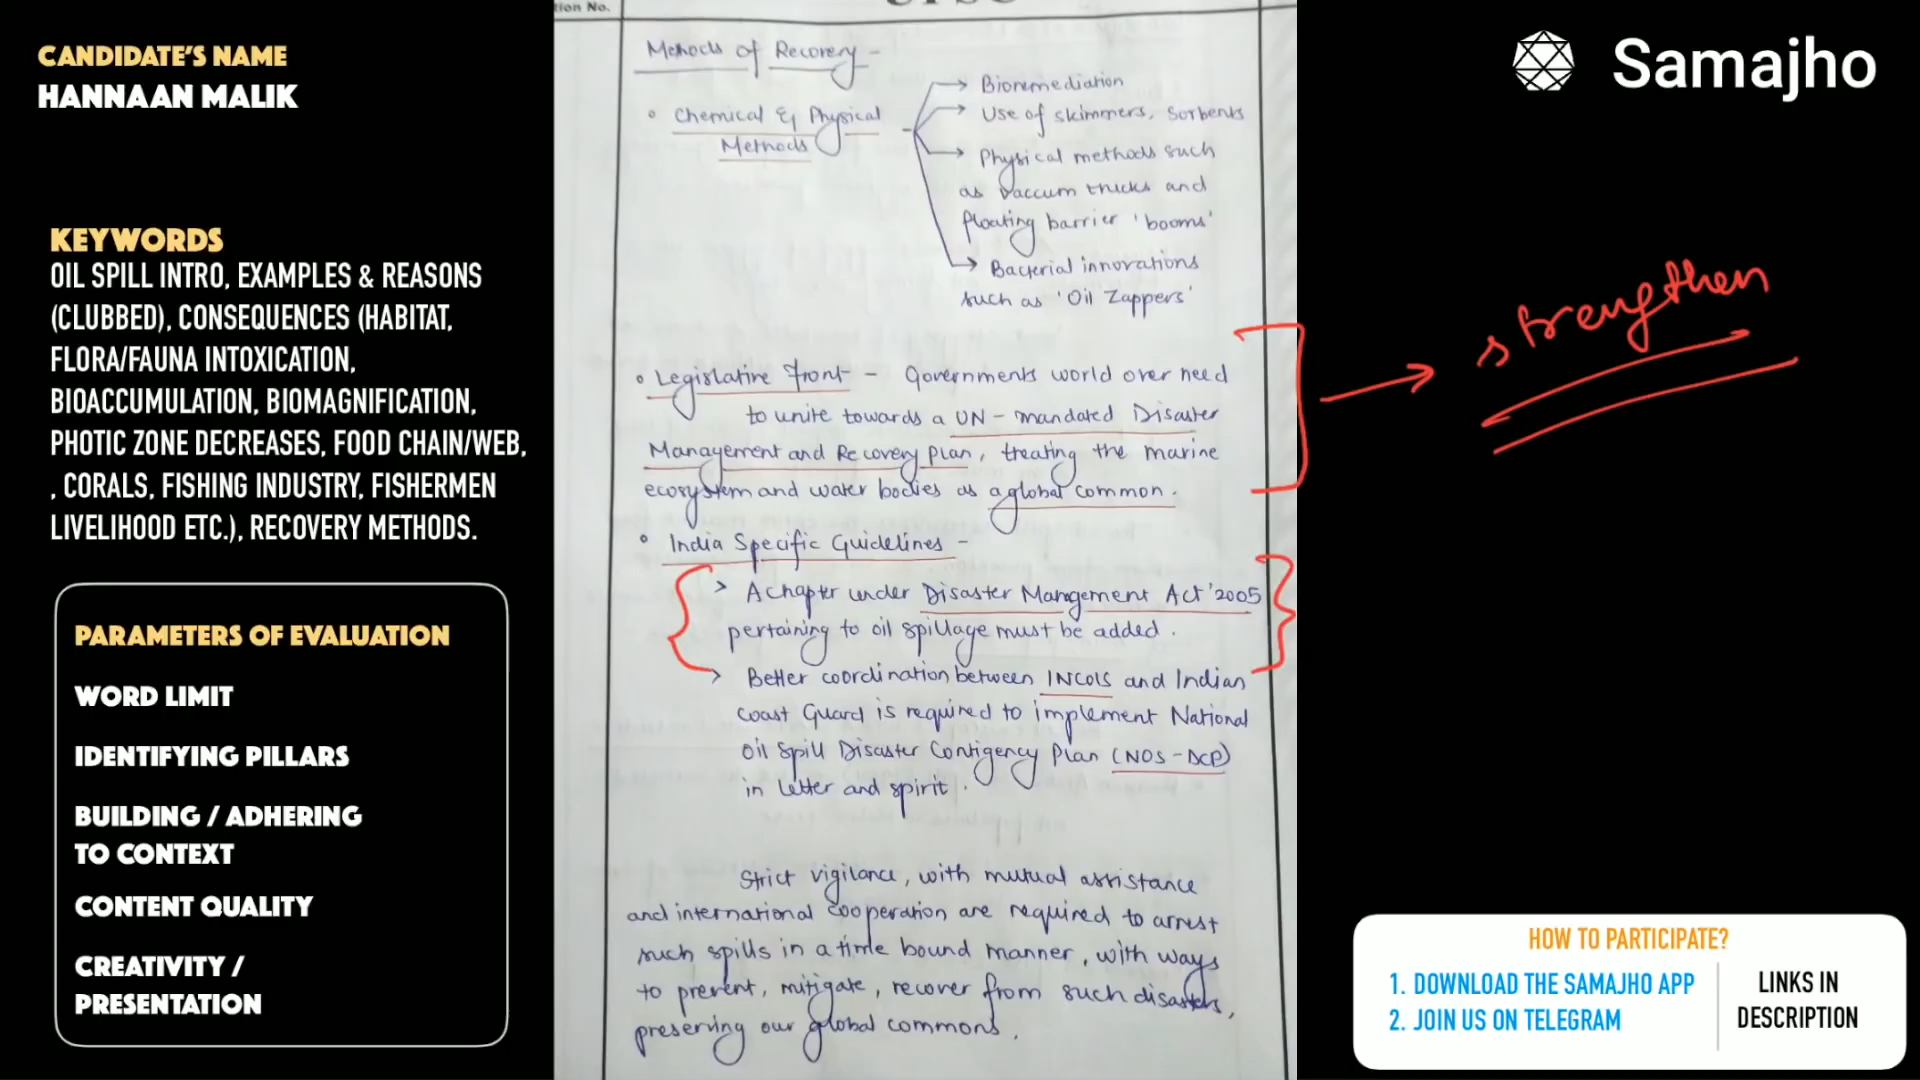 CANDIDATE'S NAME
HANNAAN MALIK
KEYWORDS
OIL SPILL INTRO, EXAMPLES & REASONS
(CLUBBED), CONSEQUENCES (HABITAT,
FLORA/FAUNA INTOXICATION,
BIOACCUMULATION, BIOMAGNIFICATION,
PHOTIC ZONE DECREASES, FOOD CHAIN/WEB,
, CORALS, FISHING INDUSTRY, FISHERMEN
LIVELIHOOD ETC.), RECOVERY METHODS.
PARAMETERS OF EVALUATION
WORD LIMIT
IDENTIFYING PILLARS
BUILDING / ADHERING
TO CONTEXT
CONTENT QUALITY
CREATIVITY /
PRESENTATION
tion No.
Methods of Recovery -
• Chemical & Physical
Methods
→ Bioremediation
→ Use of skimmers, sorbents
→ Physical methods such
as vaccum trucks and
floating barrier 'booms'
→ Bacterial innovations
such as 'Oil Zappers'
• Legislative Front - Governments world over need
to unite towards a UN-mandated Disaster
Management and Recovery plan, treating the marine
ecosystem and water bodies as a global common.
• India Specific Guidelines -
> A chapter under Disaster Management Act '2005
pertaining to oil spillage must be added.
> Better coordination between INCOIS and Indian
Coast Guard is required to implement National
Oil Spill Disaster Contigency Plan (NOS-DCP)
in letter and spirit.
Strict vigilance, with mutual assistance
and international cooperation are required to arrest
such spills in a time bound manner, with ways
to prevent, mitigate, recover from such disasters,
preserving our global commons.
Samajho
strengthen
HOW TO PARTICIPATE?
1. DOWNLOAD THE SAMAJHO APP
2. JOIN US ON TELEGRAM
LINKS IN
DESCRIPTION